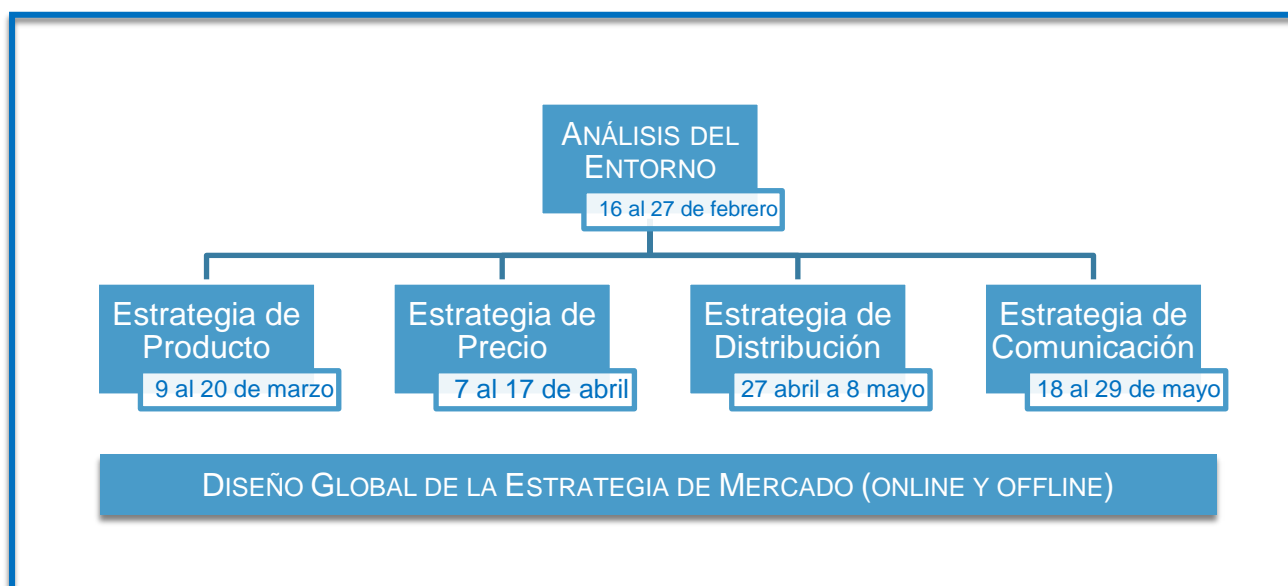 ANÁLISIS DEL
ENTORNO
16 al 27 de febrero
Estrategia de
Producto
9 al 20 de marzo
Estrategia de
Precio
7 al 17 de abril
Estrategia de
Distribución
27 abril a 8 mayo
Estrategia de
Comunicación
18 al 29 de mayo
DISEÑO GLOBAL DE LA ESTRATEGIA DE MERCADO (ONLINE Y OFFLINE)